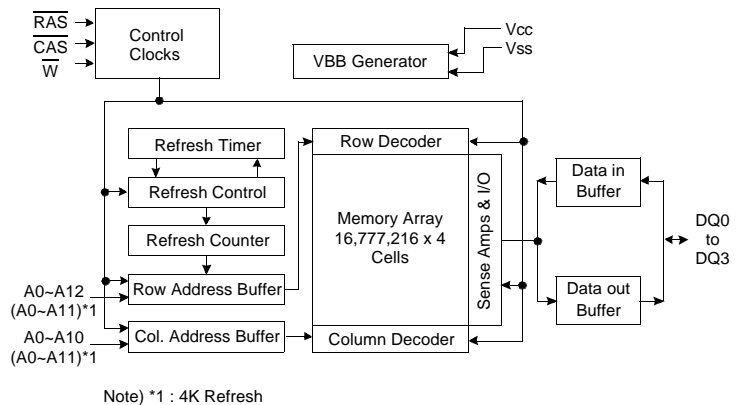 RAS
CAS
W
Control
Clocks
Vcc
Vss
VBB Generator
Refresh Timer
Refresh Control
Refresh Counter
Row Address Buffer
Col. Address Buffer
A0~A12
(A0~A11)*1
A0~A10
(A0~A11)*1
Row Decoder
Memory Array
16,777,216 x 4
Cells
Column Decoder
Sense Amps & I/O
Data in
Buffer
Data out
Buffer
DQ0
to
DQ3
Note) *1 : 4K Refresh